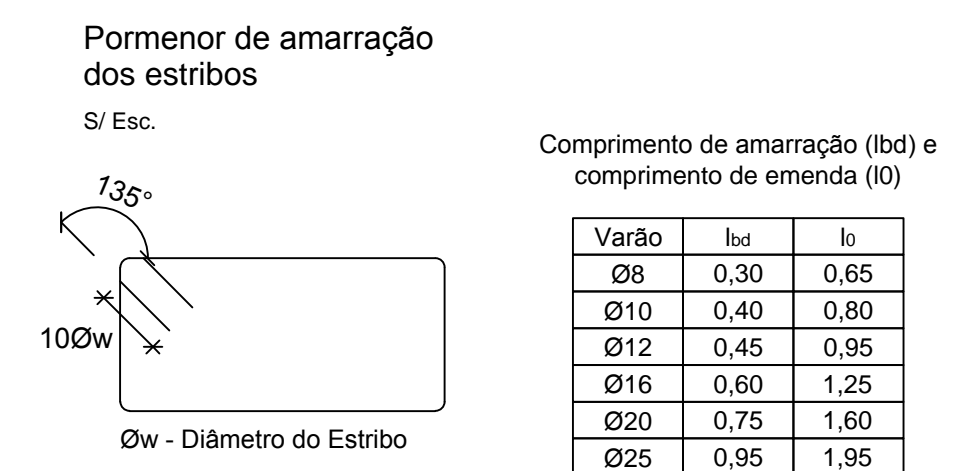 Pormenor de amarração
dos estribos
S/ Esc.
135°
10Øw
Øw - Diâmetro do Estribo
Comprimento de amarração (lbd) e
comprimento de emenda (l0)
Varão lbd l0
Ø8 0,30 0,65
Ø10 0,40 0,80
Ø12 0,45 0,95
Ø16 0,60 1,25
Ø20 0,75 1,60
Ø25 0,95 1,95